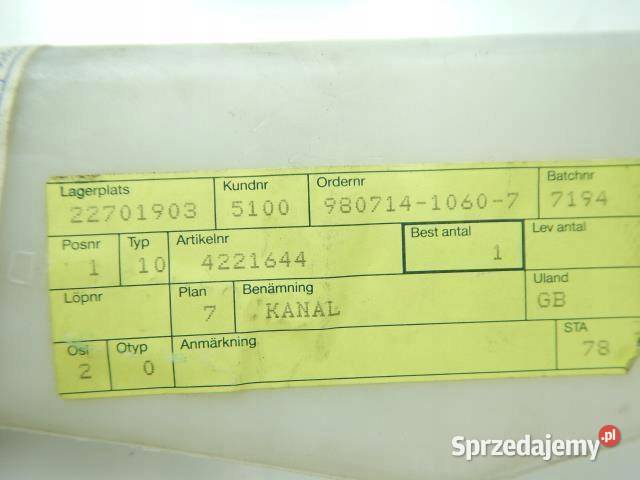 Lagerplats Kundnr Ordernr Batchnr
22701903 5100 980714-1060-7 7194
Posnr Typ Artikelnr Best antal Lev antal
1 10 4221644 1
Löpnr Plan Benämning Uland
7 KANAL GB
Osi Otyp Anmärkning STA
2 0 78
Sprzedajemy.pl